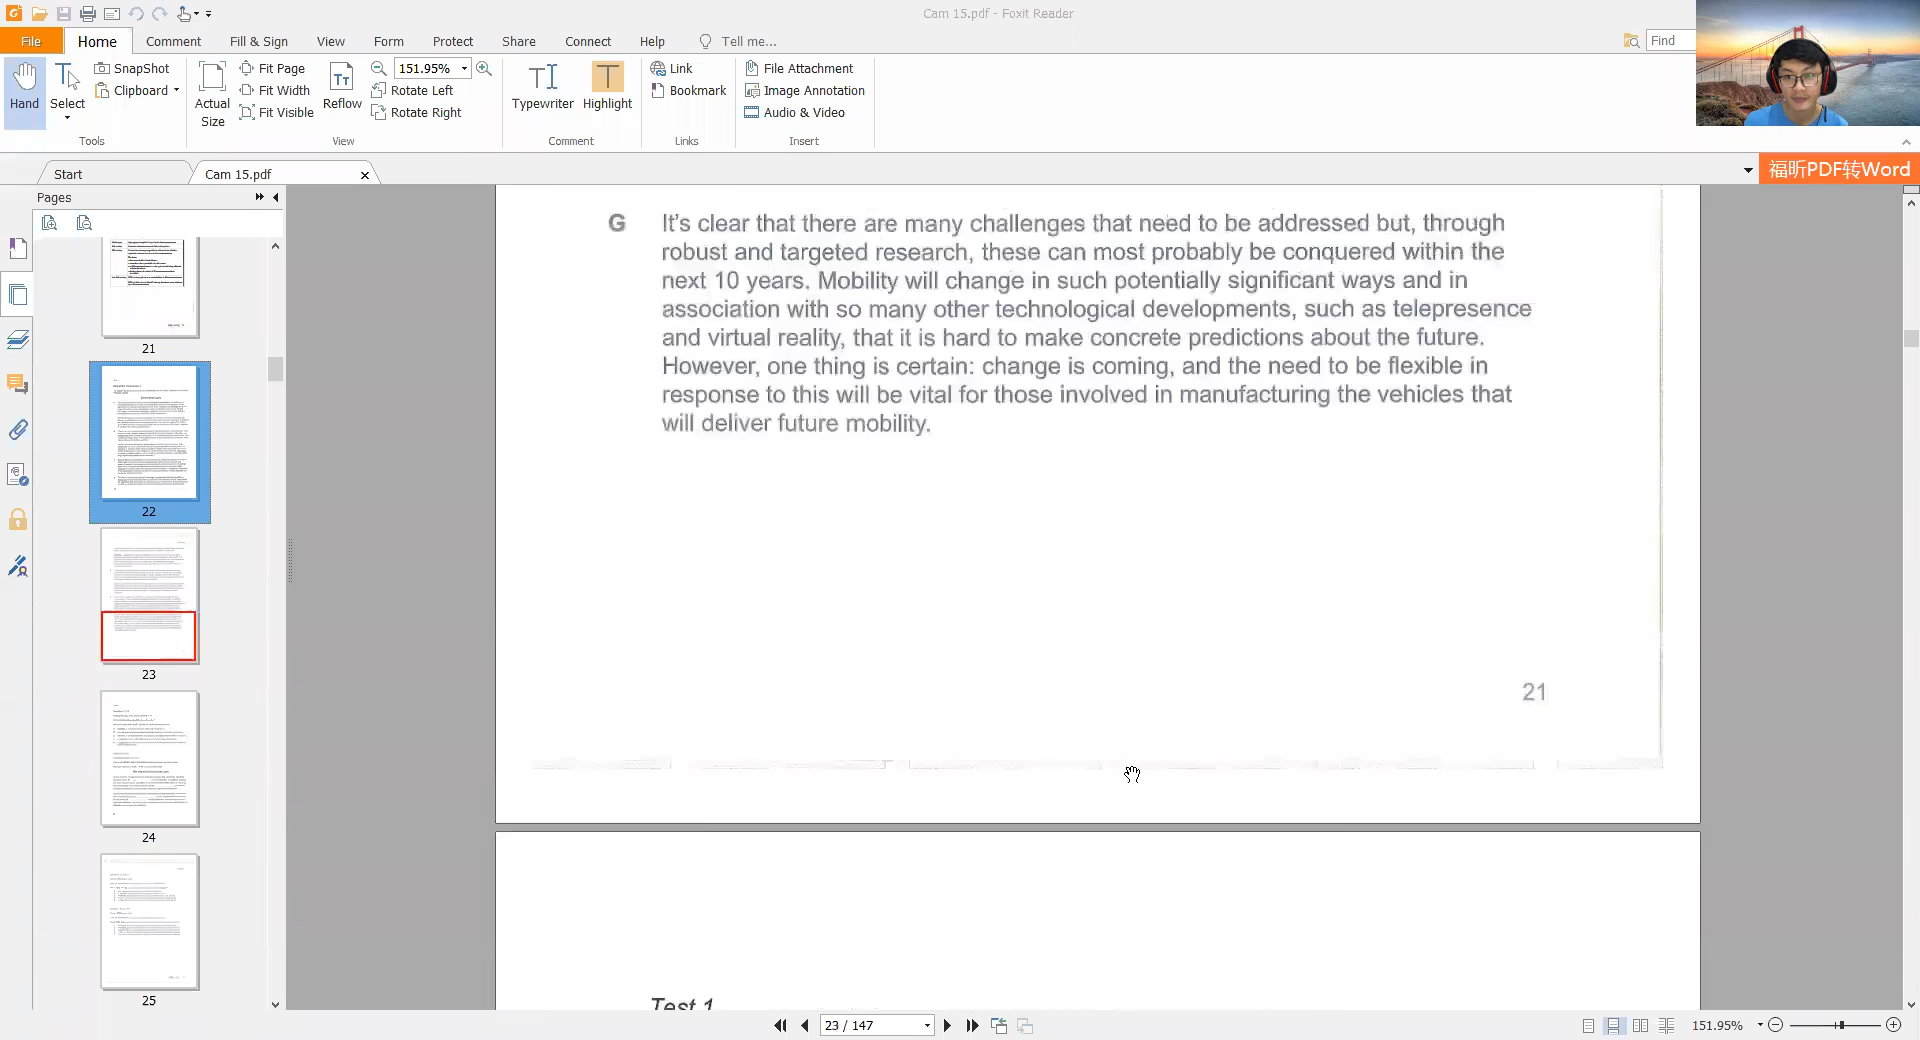 Cam 15.pdf - Foxit Reader
File Home Comment Fill & Sign View Form Protect Share Connect Help Tell me... Find
Hand
Select
SnapShot
Clipboard
Tools
Actual
Size
Fit Page
Fit Width
Fit Visible
Reflow
151.95%
Rotate Left
Rotate Right
View
Typewriter
Highlight
Comment
Link
Bookmark
Links
File Attachment
Image Annotation
Audio & Video
Insert
Start
Cam 15.pdf
福昕PDF转Word
Pages
21
22
23
24
25
G It's clear that there are many challenges that need to be addressed but, through
robust and targeted research, these can most probably be conquered within the
next 10 years. Mobility will change in such potentially significant ways and in
association with so many other technological developments, such as telepresence
and virtual reality, that it is hard to make concrete predictions about the future.
However, one thing is certain: change is coming, and the need to be flexible in
response to this will be vital for those involved in manufacturing the vehicles that
will deliver future mobility.
21
Test 1
23 / 147
151.95%